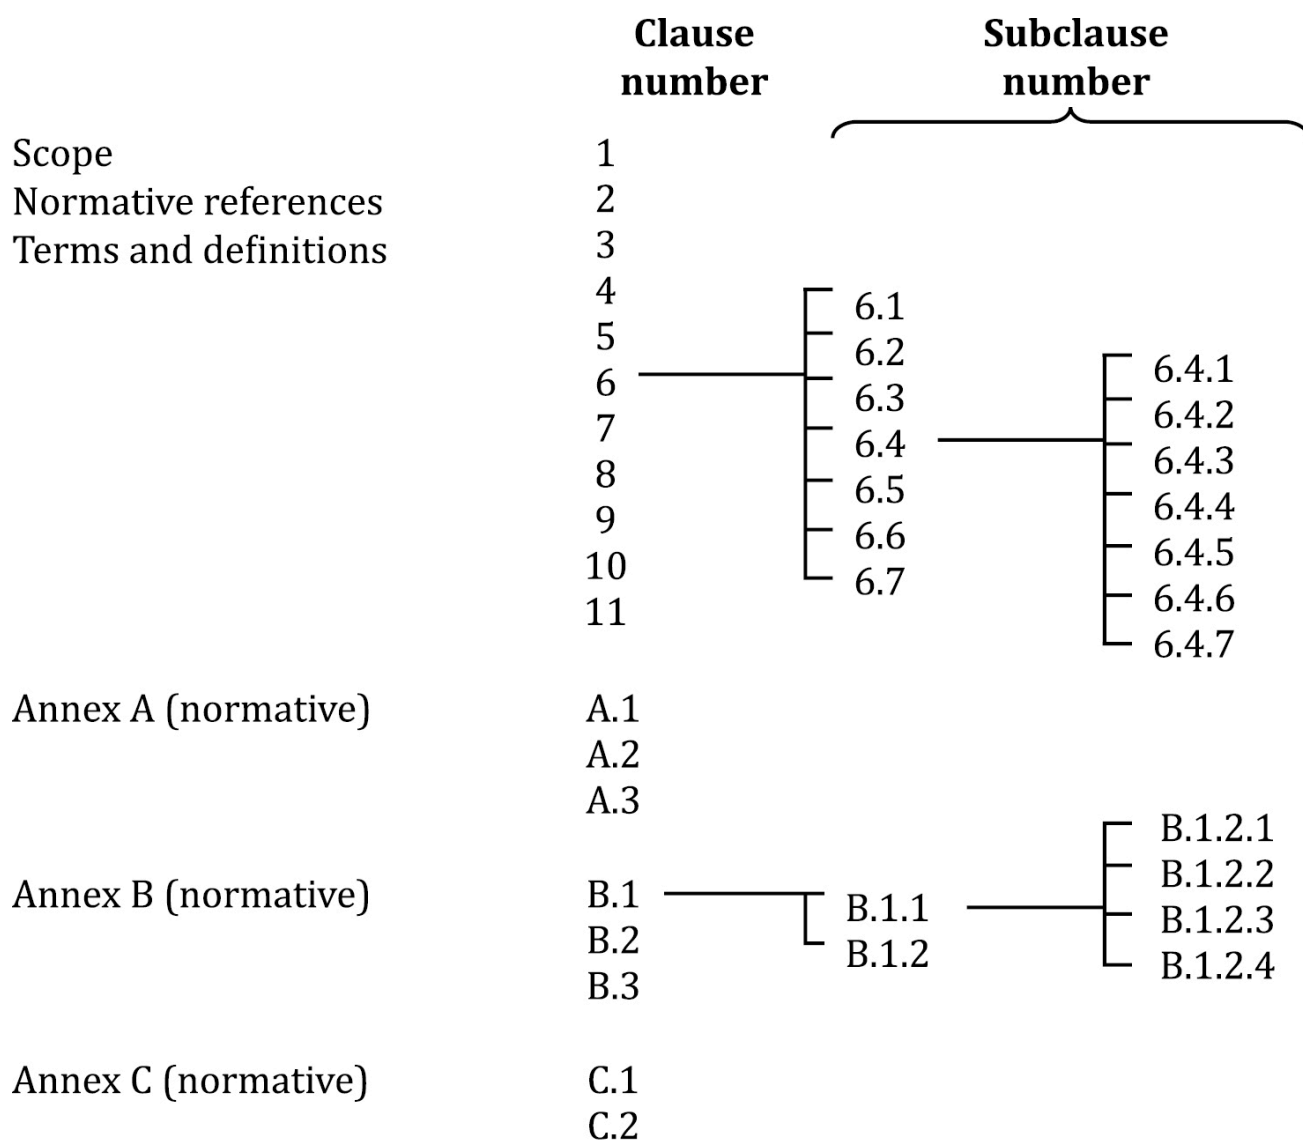 Clause number
Subclause number
Scope 1
Normative references 2
Terms and definitions 3
4
5
6
7
8
9
10
11
6.1
6.2
6.3
6.4
6.5
6.6
6.7
6.4.1
6.4.2
6.4.3
6.4.4
6.4.5
6.4.6
6.4.7
Annex A (normative) A.1
A.2
A.3
Annex B (normative) B.1
B.2
B.3
B.1.1
B.1.2
B.1.2.1
B.1.2.2
B.1.2.3
B.1.2.4
Annex C (normative) C.1
C.2